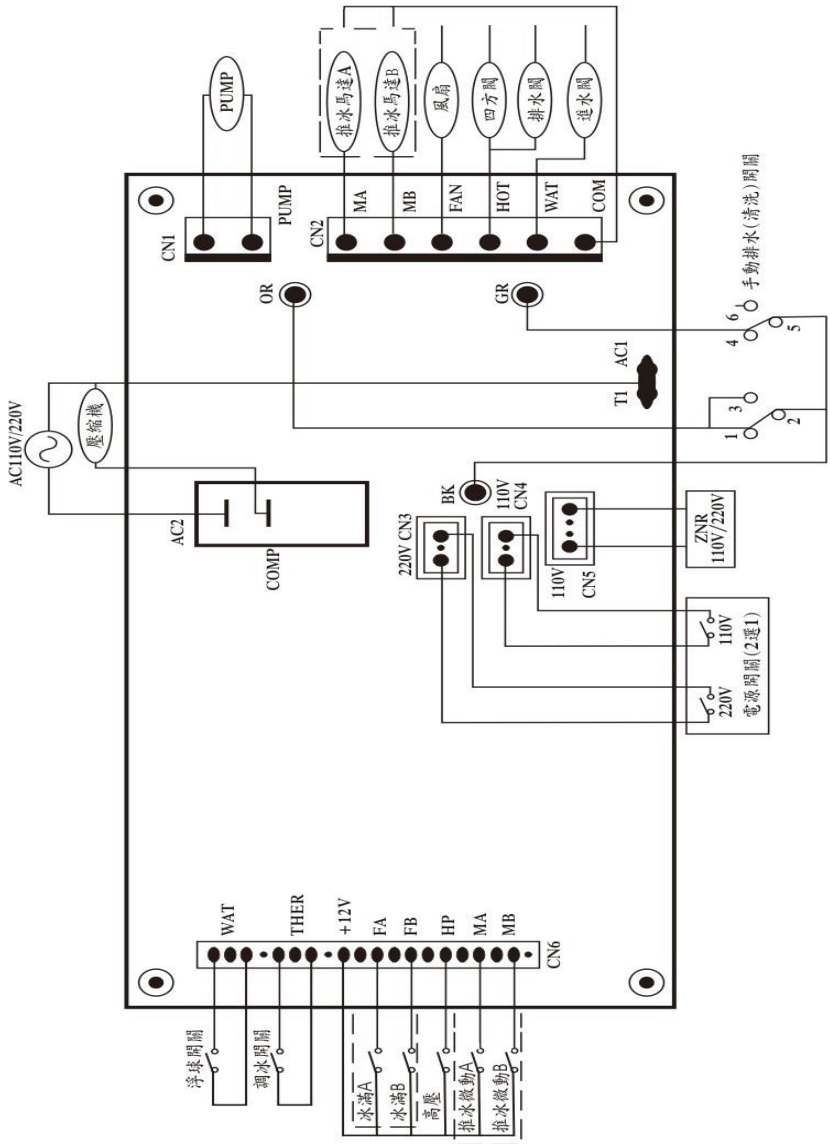 AC110V/220V
壓縮機
AC2
COMP
PUMP
CN1
PUMP
CN2
推冰馬達A
推冰馬達B
風扇
四方閥
排水閥
進水閥
MA
MB
FAN
HOT
WAT
COM
OR
GR
BK
T1
AC1
220V CN3
110V
CN4
110V
CN5
ZNR
110V/220V
220V
110V
電源開關(2選1)
1
2
3
4
5
6
手動排水(清洗)開關
WAT
THER
+12V
FA
FB
HP
MA
MB
CN6
浮球開關
調冰開關
冰滿A
冰滿B
高壓
推冰微動A
推冰微動B